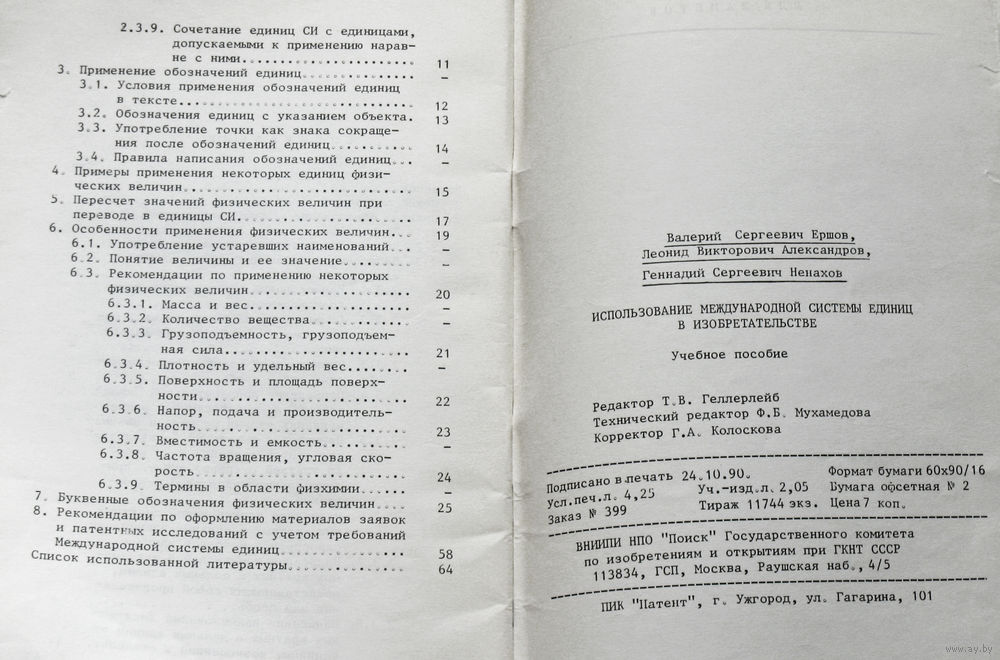 2.3.9. Сочетание единиц СИ с единицами,
допускаемыми к применению нарав-
не с ними........................ 11
3. Применение обозначений единиц............... –
3.1. Условия применения обозначений единиц
в тексте.............................. 12
3.2. Обозначения единиц с указанием объекта. 13
3.3. Употребление точки как знака сокраще-
ния после обозначений единиц........... 14
3.4. Правила написания обозначений единиц... –
4. Примеры применения некоторых единиц физи-
ческих величин............................. 15
5. Пересчет значений физических величин при
переводе в единицы СИ...................... 17
6. Особенности применения физических величин... 19
6.1. Употребление устаревших наименований... –
6.2. Понятие величины и ее значение......... –
6.3. Рекомендации по применению некоторых
физических величин..................... 20
6.3.1. Масса и вес..................... –
6.3.2. Количество вещества............. –
6.3.3. Грузоподъемность, грузоподъем-
ная сила........................ 21
6.3.4. Плотность и удельный вес........ –
6.3.5. Поверхность и площадь поверх-
ности........................... 22
6.3.6. Напор, подача и производитель-
ность........................... 23
6.3.7. Вместимость и емкость........... –
6.3.8. Частота вращения, угловая ско-
рость........................... 24
6.3.9. Термины в области физхимии...... –
7. Буквенные обозначения физических величин.... 25
8. Рекомендации по оформлению материалов заявок
и патентных исследований с учетом требований
Международной системы единиц................ 58
Список использованной литературы............... 64
Валерий Сергеевич Ершов,
Леонид Викторович Александров,
Геннадий Сергеевич Ненахов
ИСПОЛЬЗОВАНИЕ МЕЖДУНАРОДНОЙ СИСТЕМЫ ЕДИНИЦ
В ИЗОБРЕТАТЕЛЬСТВЕ
Учебное пособие
Редактор Т.В. Геллерлейб
Технический редактор Ф.Б. Мухамедова
Корректор Г.А. Колоскова
Подписано в печать 24.10.90. Формат бумаги 60х90/16
Усл.печ.л. 4,25 Уч.-изд.л. 2,05 Бумага офсетная № 2
Заказ № 399 Тираж 11744 экз. Цена 7 коп.
ВНИИПИ НПО "Поиск" Государственного комитета
по изобретениям и открытиям при ГКНТ СССР
113834, ГСП, Москва, Раушская наб., 4/5
ПИК "Патент", г. Ужгород, ул. Гагарина, 101
www.ay.by